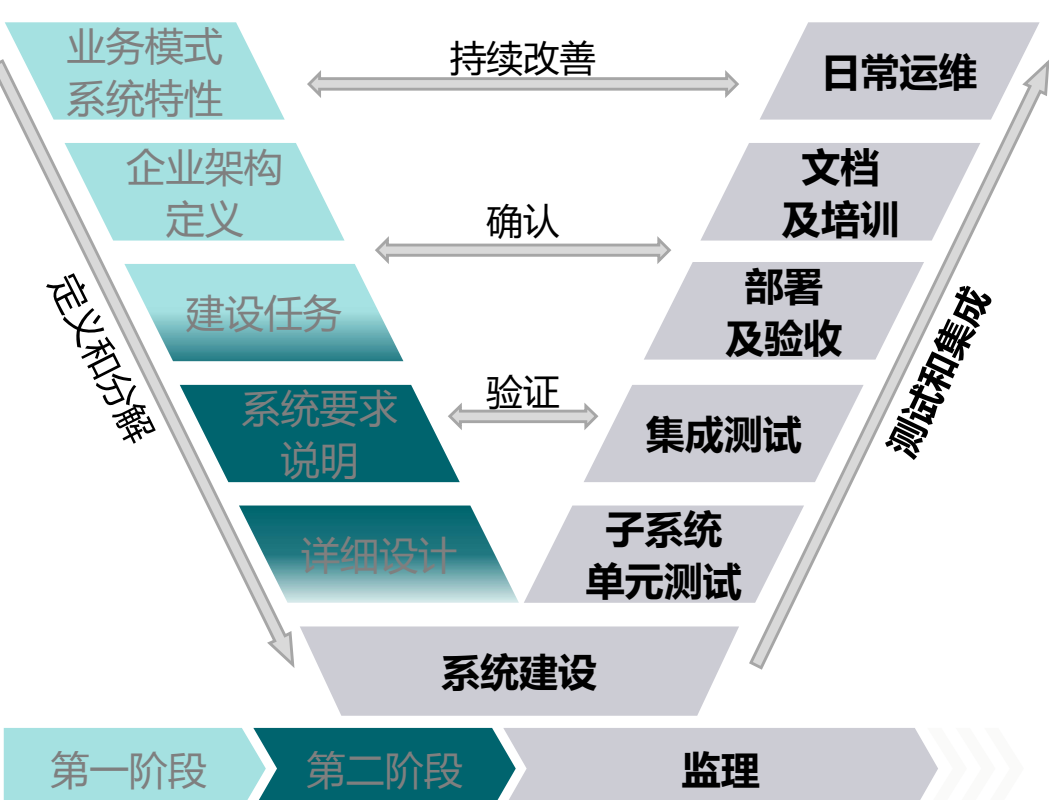 业务模式
系统特性
持续改善
日常运维
企业架构
定义
确认
文档
及培训
建设任务
部署
及验收
定义和分解
测试和集成
系统要求
说明
验证
集成测试
详细设计
子系统
单元测试
系统建设
第一阶段
第二阶段
监理